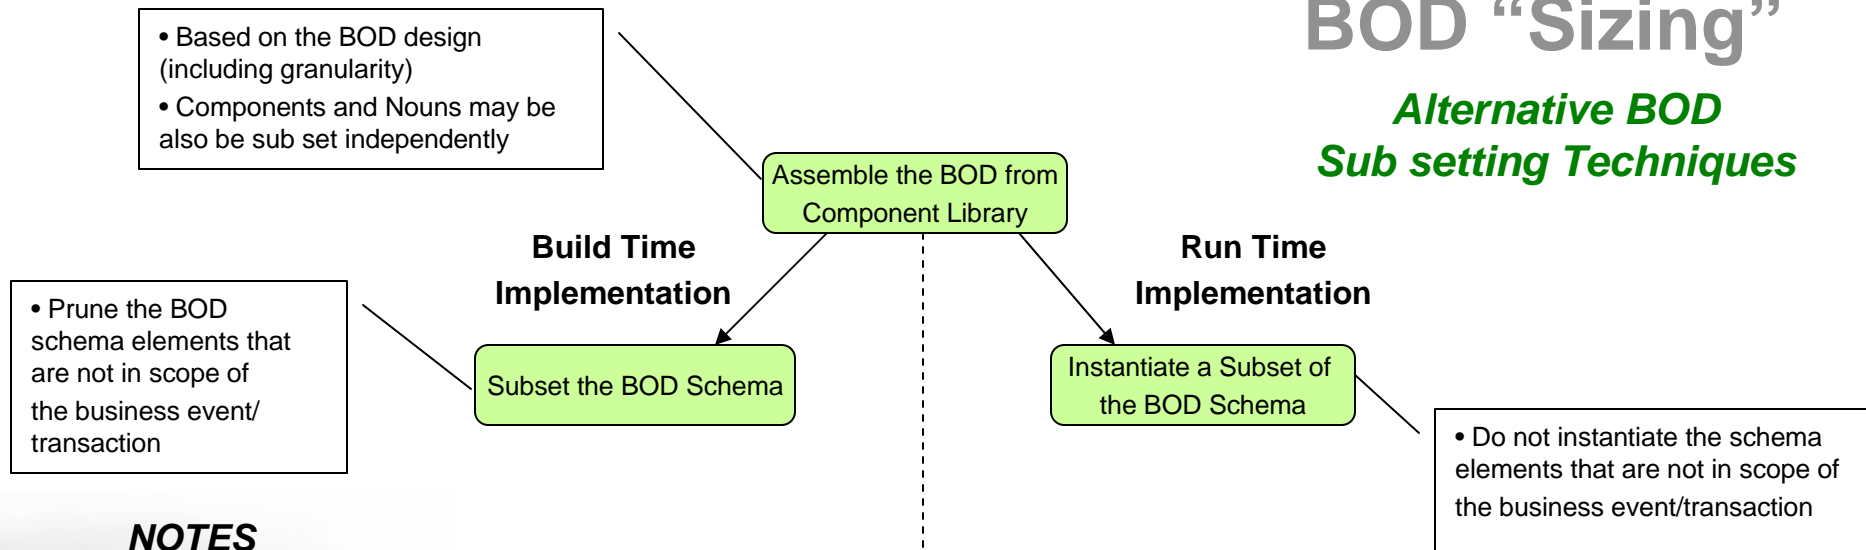 BOD “Sizing”
Alternative BOD
Sub setting Techniques
• Based on the BOD design
(including granularity)
• Components and Nouns may be
also be sub set independently
Assemble the BOD from
Component Library
Build Time
Implementation
Run Time
Implementation
• Prune the BOD
schema elements that
are not in scope of
the business event/
transaction
Subset the BOD Schema
Instantiate a Subset of
the BOD Schema
• Do not instantiate the schema
elements that are not in scope of
the business event/transaction
NOTES